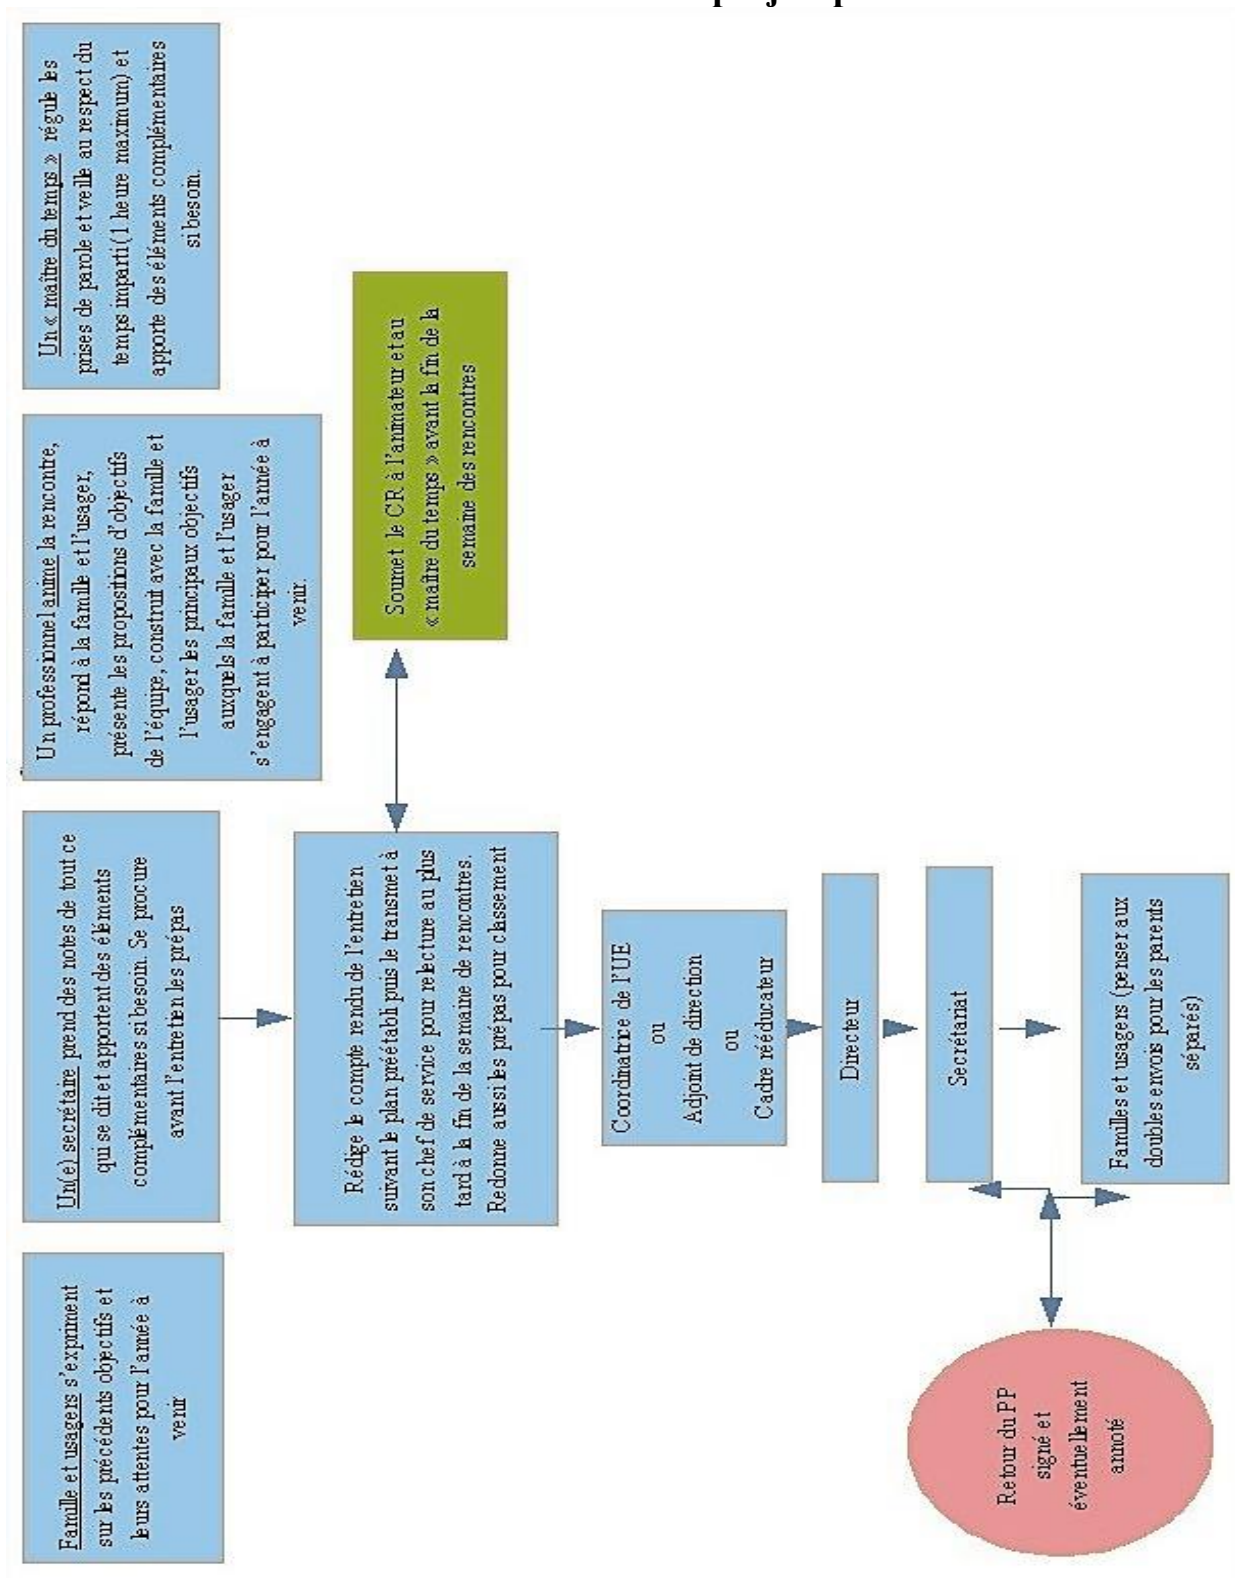 Famille et usagers s'expriment
sur les précédents objectifs et
leurs attentes pour l'année à
venir
Un(e) secrétaire prend des notes de tout ce
qui se dit et apportent des éléments
complémentaires si besoin. Se procure
avant l'entretien les prépas
Un professionnel anime la rencontre,
répond à la famille et l'usager,
présente les propositions d'objectifs
de l'équipe, construit avec la famille et
l'usager les principaux objectifs
auxquels la famille et l'usager
s'engagent à participer pour l'année à
venir.
Un « maître du temps » régule les
prises de parole et veille au respect du
temps imparti (1 heure maximum) et
apporte des éléments complémentaires
si besoin.
Rédige le compte rendu de l'entretien
suivant le plan préétabli puis le transmet à
son chef de service pour relecture au plus
tard à la fin de la semaine de rencontres.
Redonne aussi les prépas pour classement
Soumet le CR à l'animateur et au
« maître du temps » avant la fin de la
semaine des rencontres
Coordinatrice de l'UE
ou
Adjoint de direction
ou
Cadre rééducateur
Directeur
Secrétariat
Familles et usagers (penser aux
doubles envois pour les parents
séparés)
Retour du PP
signé et
éventuellement
annoté